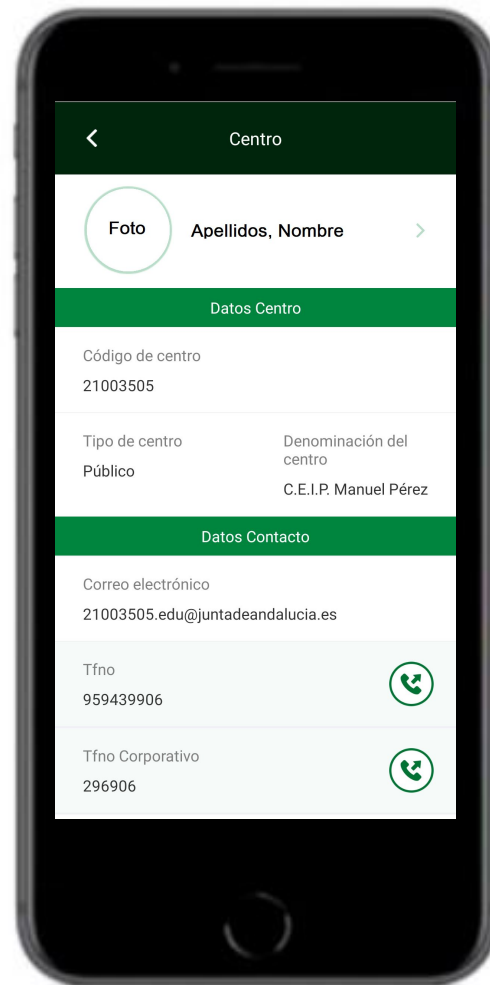 Centro
Foto
Apellidos, Nombre
Datos Centro
Código de centro
21003505
Tipo de centro
Público
Denominación del
centro
C.E.I.P. Manuel Pérez
Datos Contacto
Correo electrónico
21003505.edu@juntadeandalucia.es
Tfno
959439906
Tfno Corporativo
296906